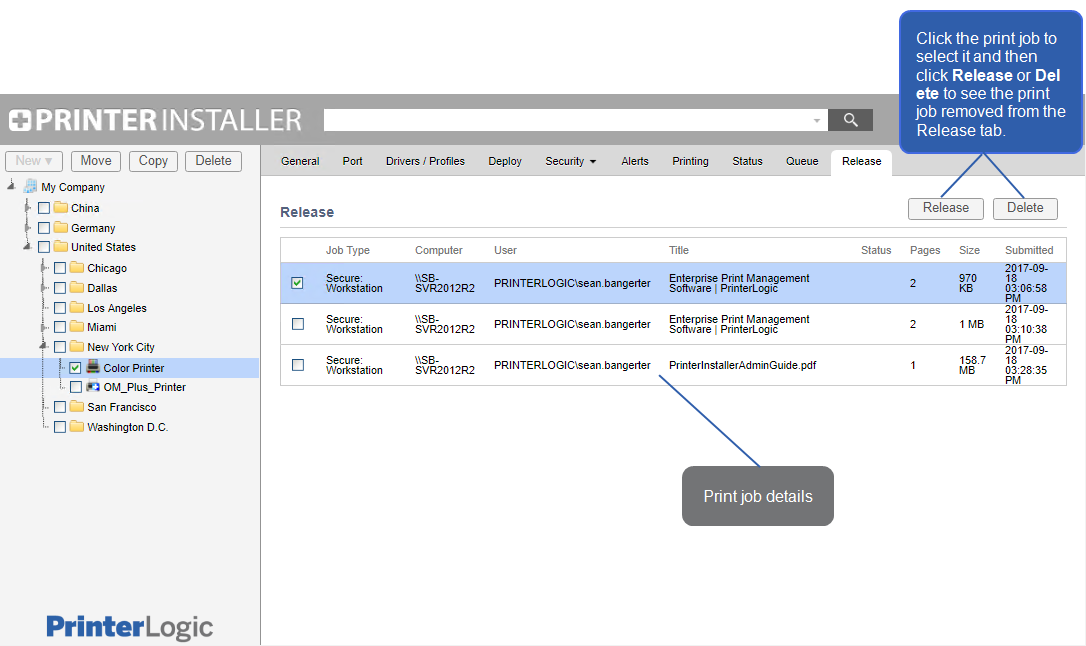 Click the print job to
select it and then
click Release or Del
ete to see the print
job removed from the
Release tab.
PRINTERINSTALLER
New ▼ Move Copy Delete
General Port Drivers / Profiles Deploy Security ▼ Alerts Printing Status Queue Release
My Company
China
Germany
United States
Chicago
Dallas
Los Angeles
Miami
New York City
Color Printer
OM_Plus_Printer
San Francisco
Washington D.C.
PrinterLogic
Release
Release Delete
Job Type Computer User Title Status Pages Size Submitted
Secure:
Workstation
\\SB-
SVR2012R2
PRINTERLOGIC\sean.bangerter
Enterprise Print Management
Software | PrinterLogic
2
970
KB
2017-09-
18
03:06:58
PM
Secure:
Workstation
\\SB-
SVR2012R2
PRINTERLOGIC\sean.bangerter
Enterprise Print Management
Software | PrinterLogic
2
1 MB
2017-09-
18
03:10:38
PM
Secure:
Workstation
\\SB-
SVR2012R2
PRINTERLOGIC\sean.bangerter
PrinterInstallerAdminGuide.pdf
1
158.7
MB
2017-09-
18
03:28:35
PM
Print job details